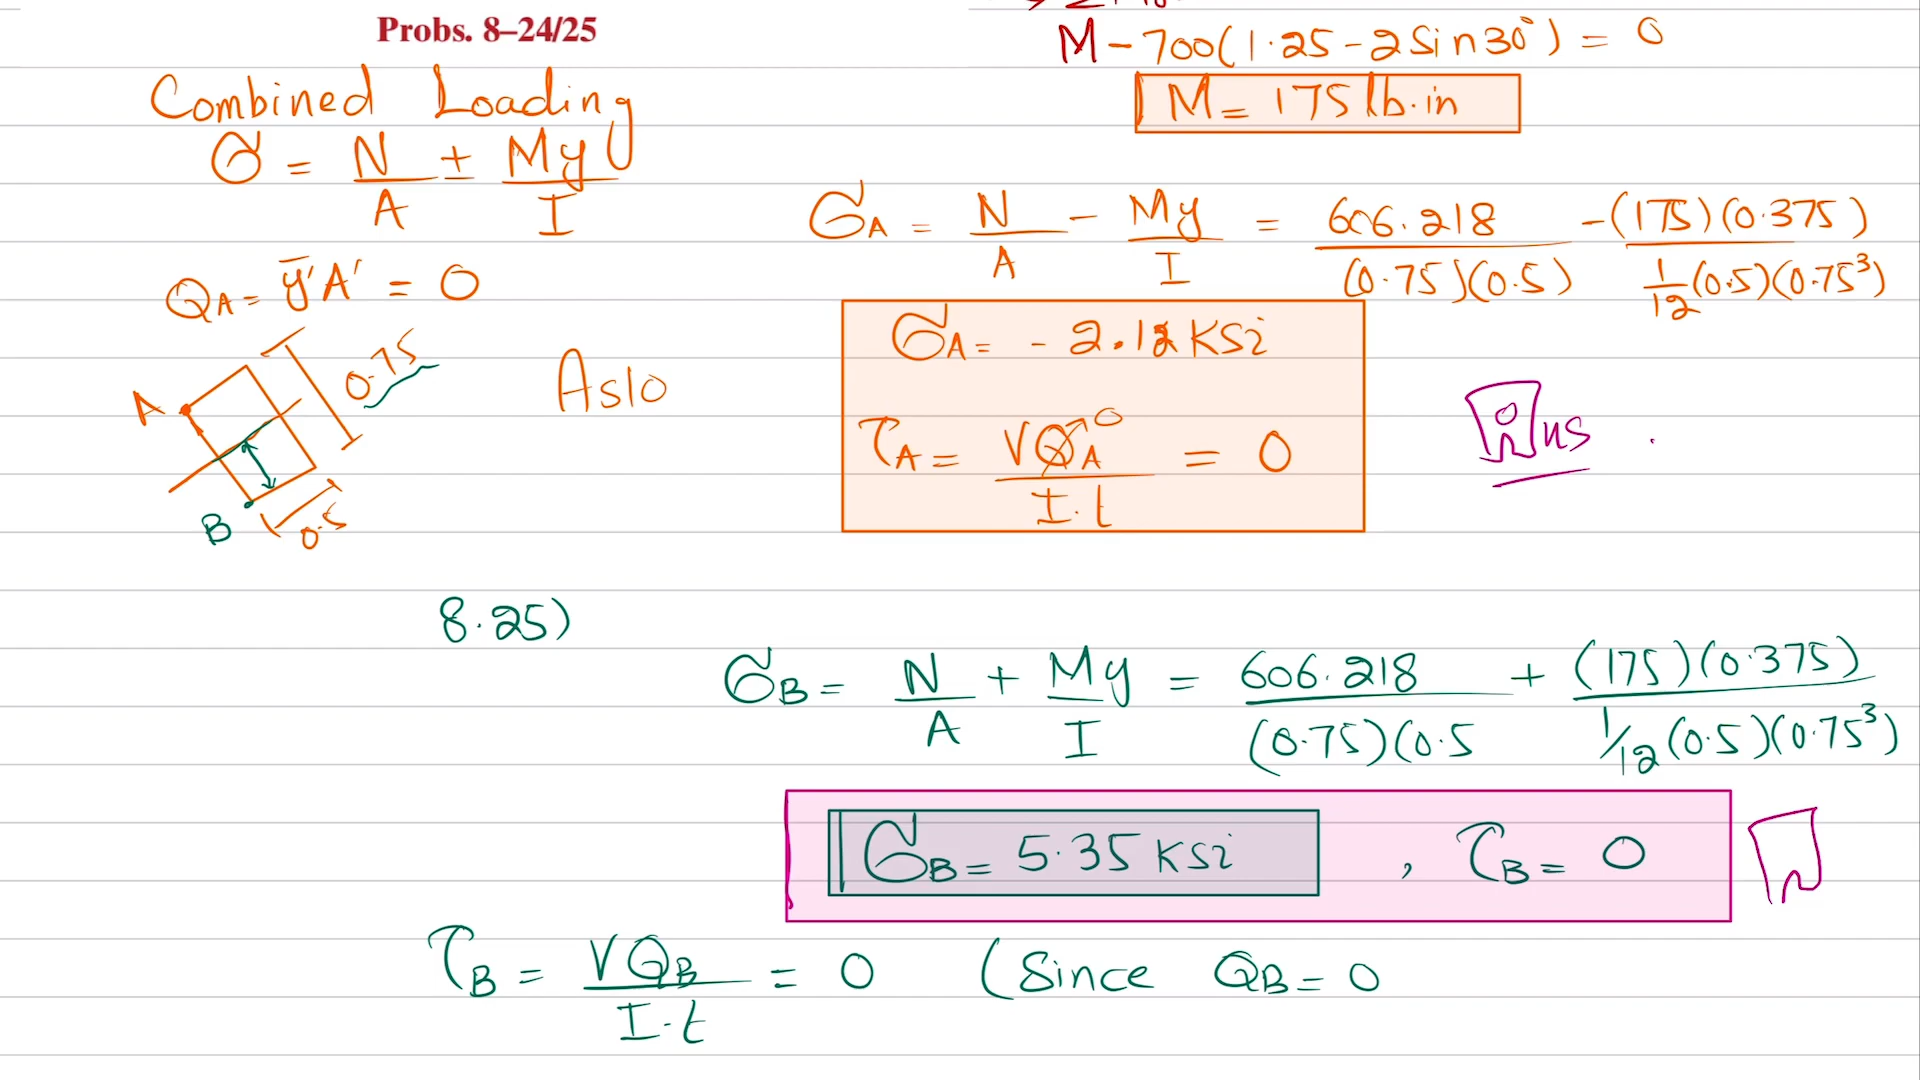 Probs. 8–24/25
M - 700(1.25 - 2 Sin 30°) = 0
M = 175 lb.in
Combined Loading
σ = N/A ± My/I
σA = N/A - My/I = 606.218/(0.75)(0.5) - (175)(0.375)/1/12(0.5)(0.75³)
QA = ȳ'A' = 0
σA = - 2.12 KSi
A
0.75
Aslo
B
0.5
τA = VQA⁰/I.t = 0
Ans
8.25)
σB = N/A + My/I = 606.218/(0.75)(0.5 + (175)(0.375)/1/12(0.5)(0.75³)
σB = 5.35 KSi , τB = 0
τB = VQB/I.t = 0 (Since QB = 0